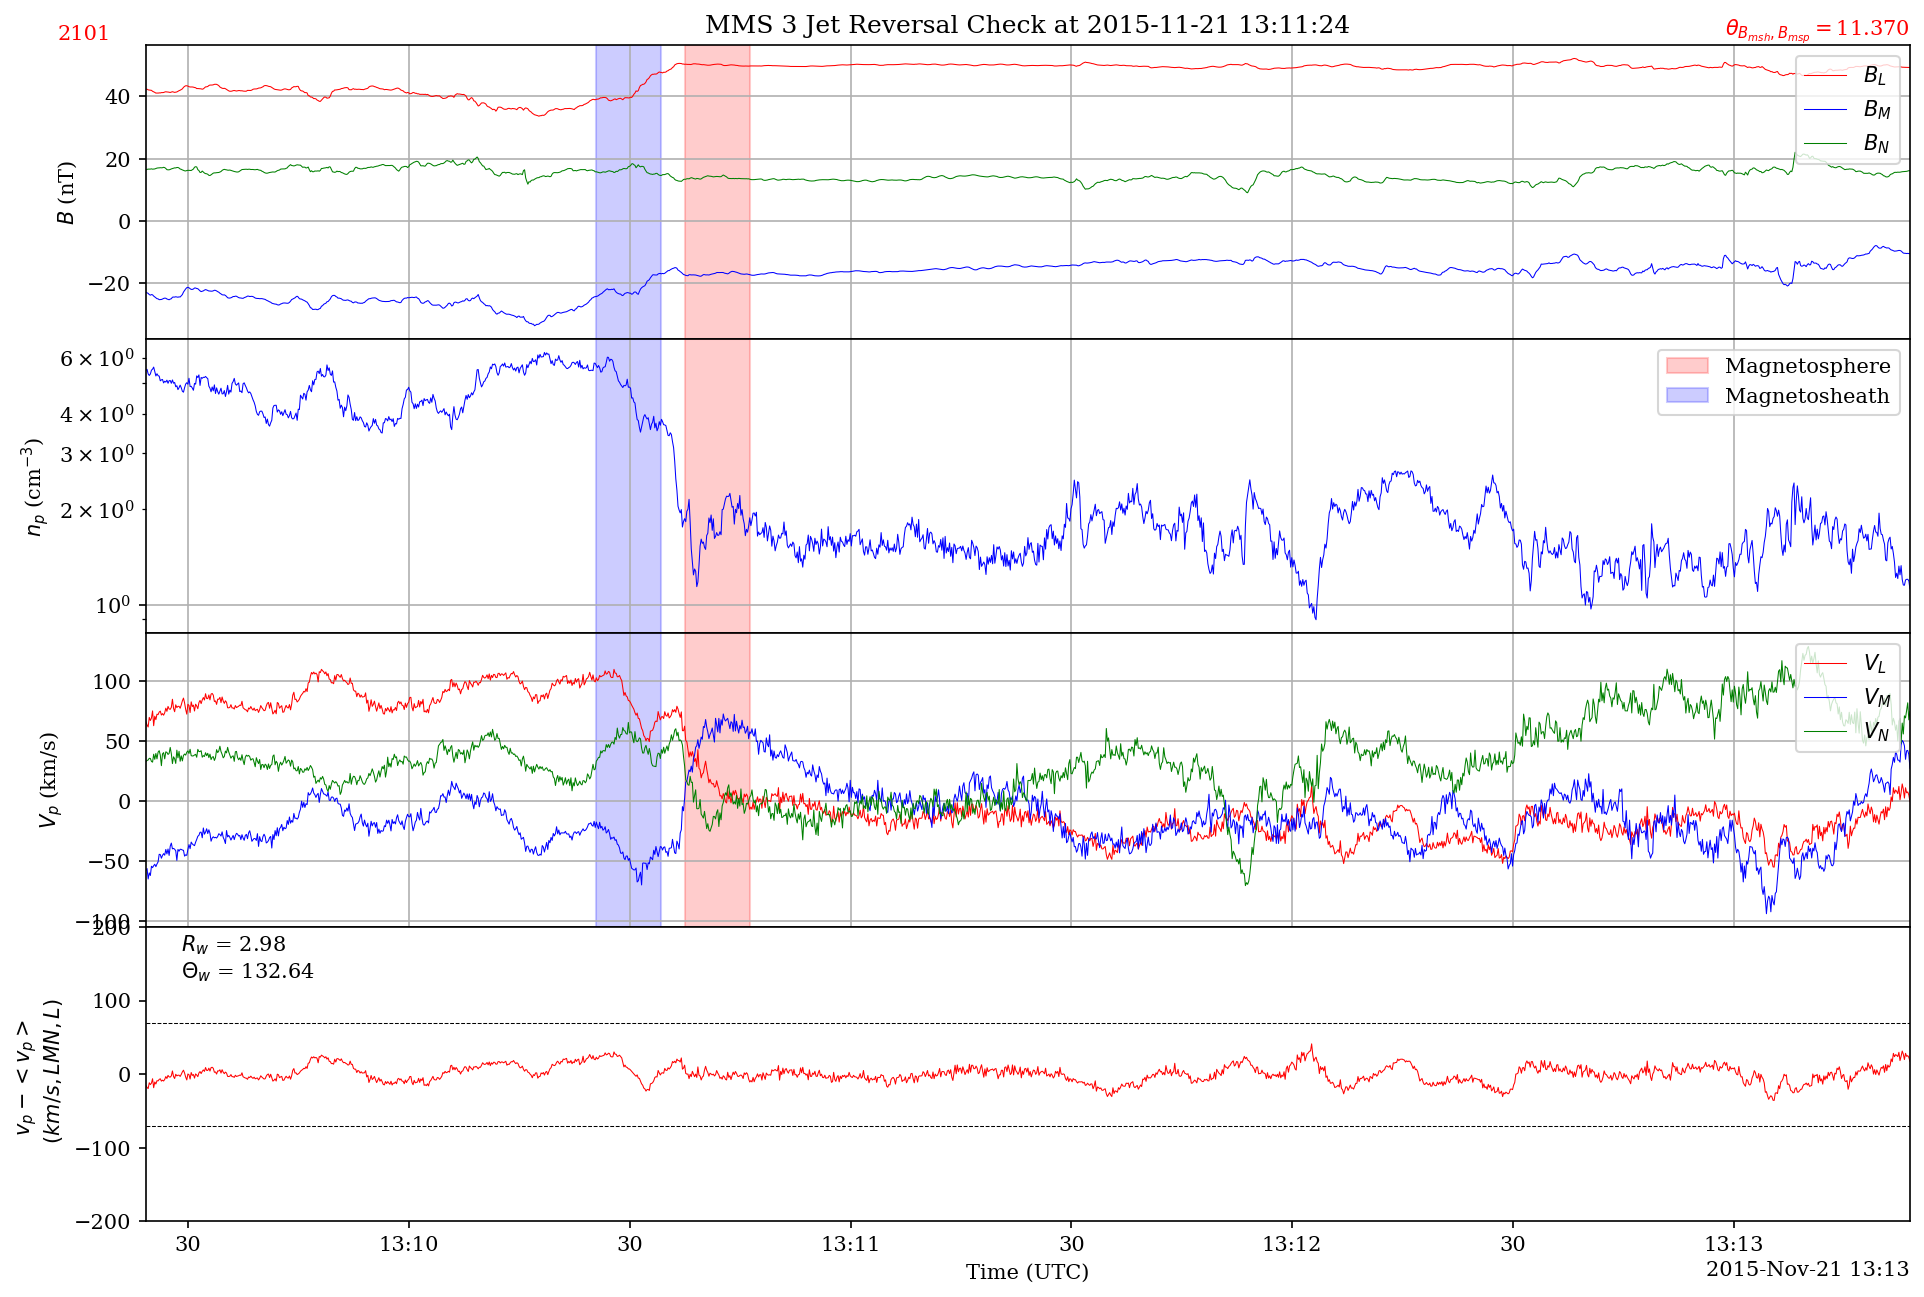 MMS 3 Jet Reversal Check at 2015-11-21 13:11:24
2101
θ_{B_{msh}, B_{msp}} = 11.370
B (nT)
40
20
0
−20
B_L
B_M
B_N
n_p (cm^{−3})
6 × 10^0
4 × 10^0
3 × 10^0
2 × 10^0
10^0
Magnetosphere
Magnetosheath
V_p (km/s)
100
50
0
−50
−100
V_L
V_M
V_N
v_p − < v_p >
(km/s, LMN, L)
200
100
0
−100
−200
R_w = 2.98
Θ_w = 132.64
30 13:10 30 13:11 30 13:12 30 13:13
Time (UTC)
2015-Nov-21 13:13